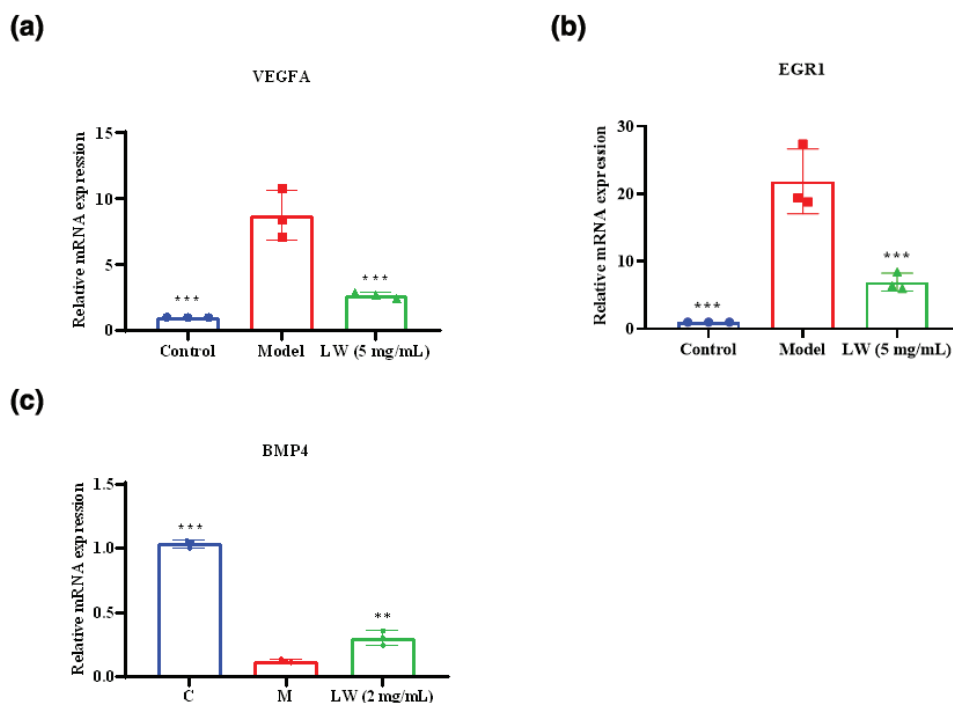 (a)
VEGFA
Relative mRNA expression
15
10
5
0
***
***
Control Model LW (5 mg/mL)
(b)
EGR1
Relative mRNA expression
30
20
10
0
***
***
Control Model LW (5 mg/mL)
(c)
BMP4
Relative mRNA expression
1.5
1.0
0.5
0.0
***
**
C M LW (2 mg/mL)